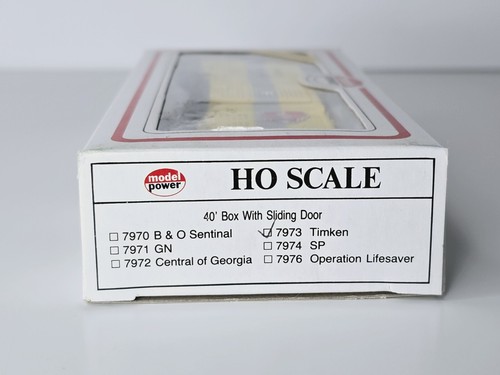 model
power
HO SCALE
40' Box With Sliding Door
7970 B & O Sentinal
7971 GN
7972 Central of Georgia
7973 Timken
7974 SP
7976 Operation Lifesaver